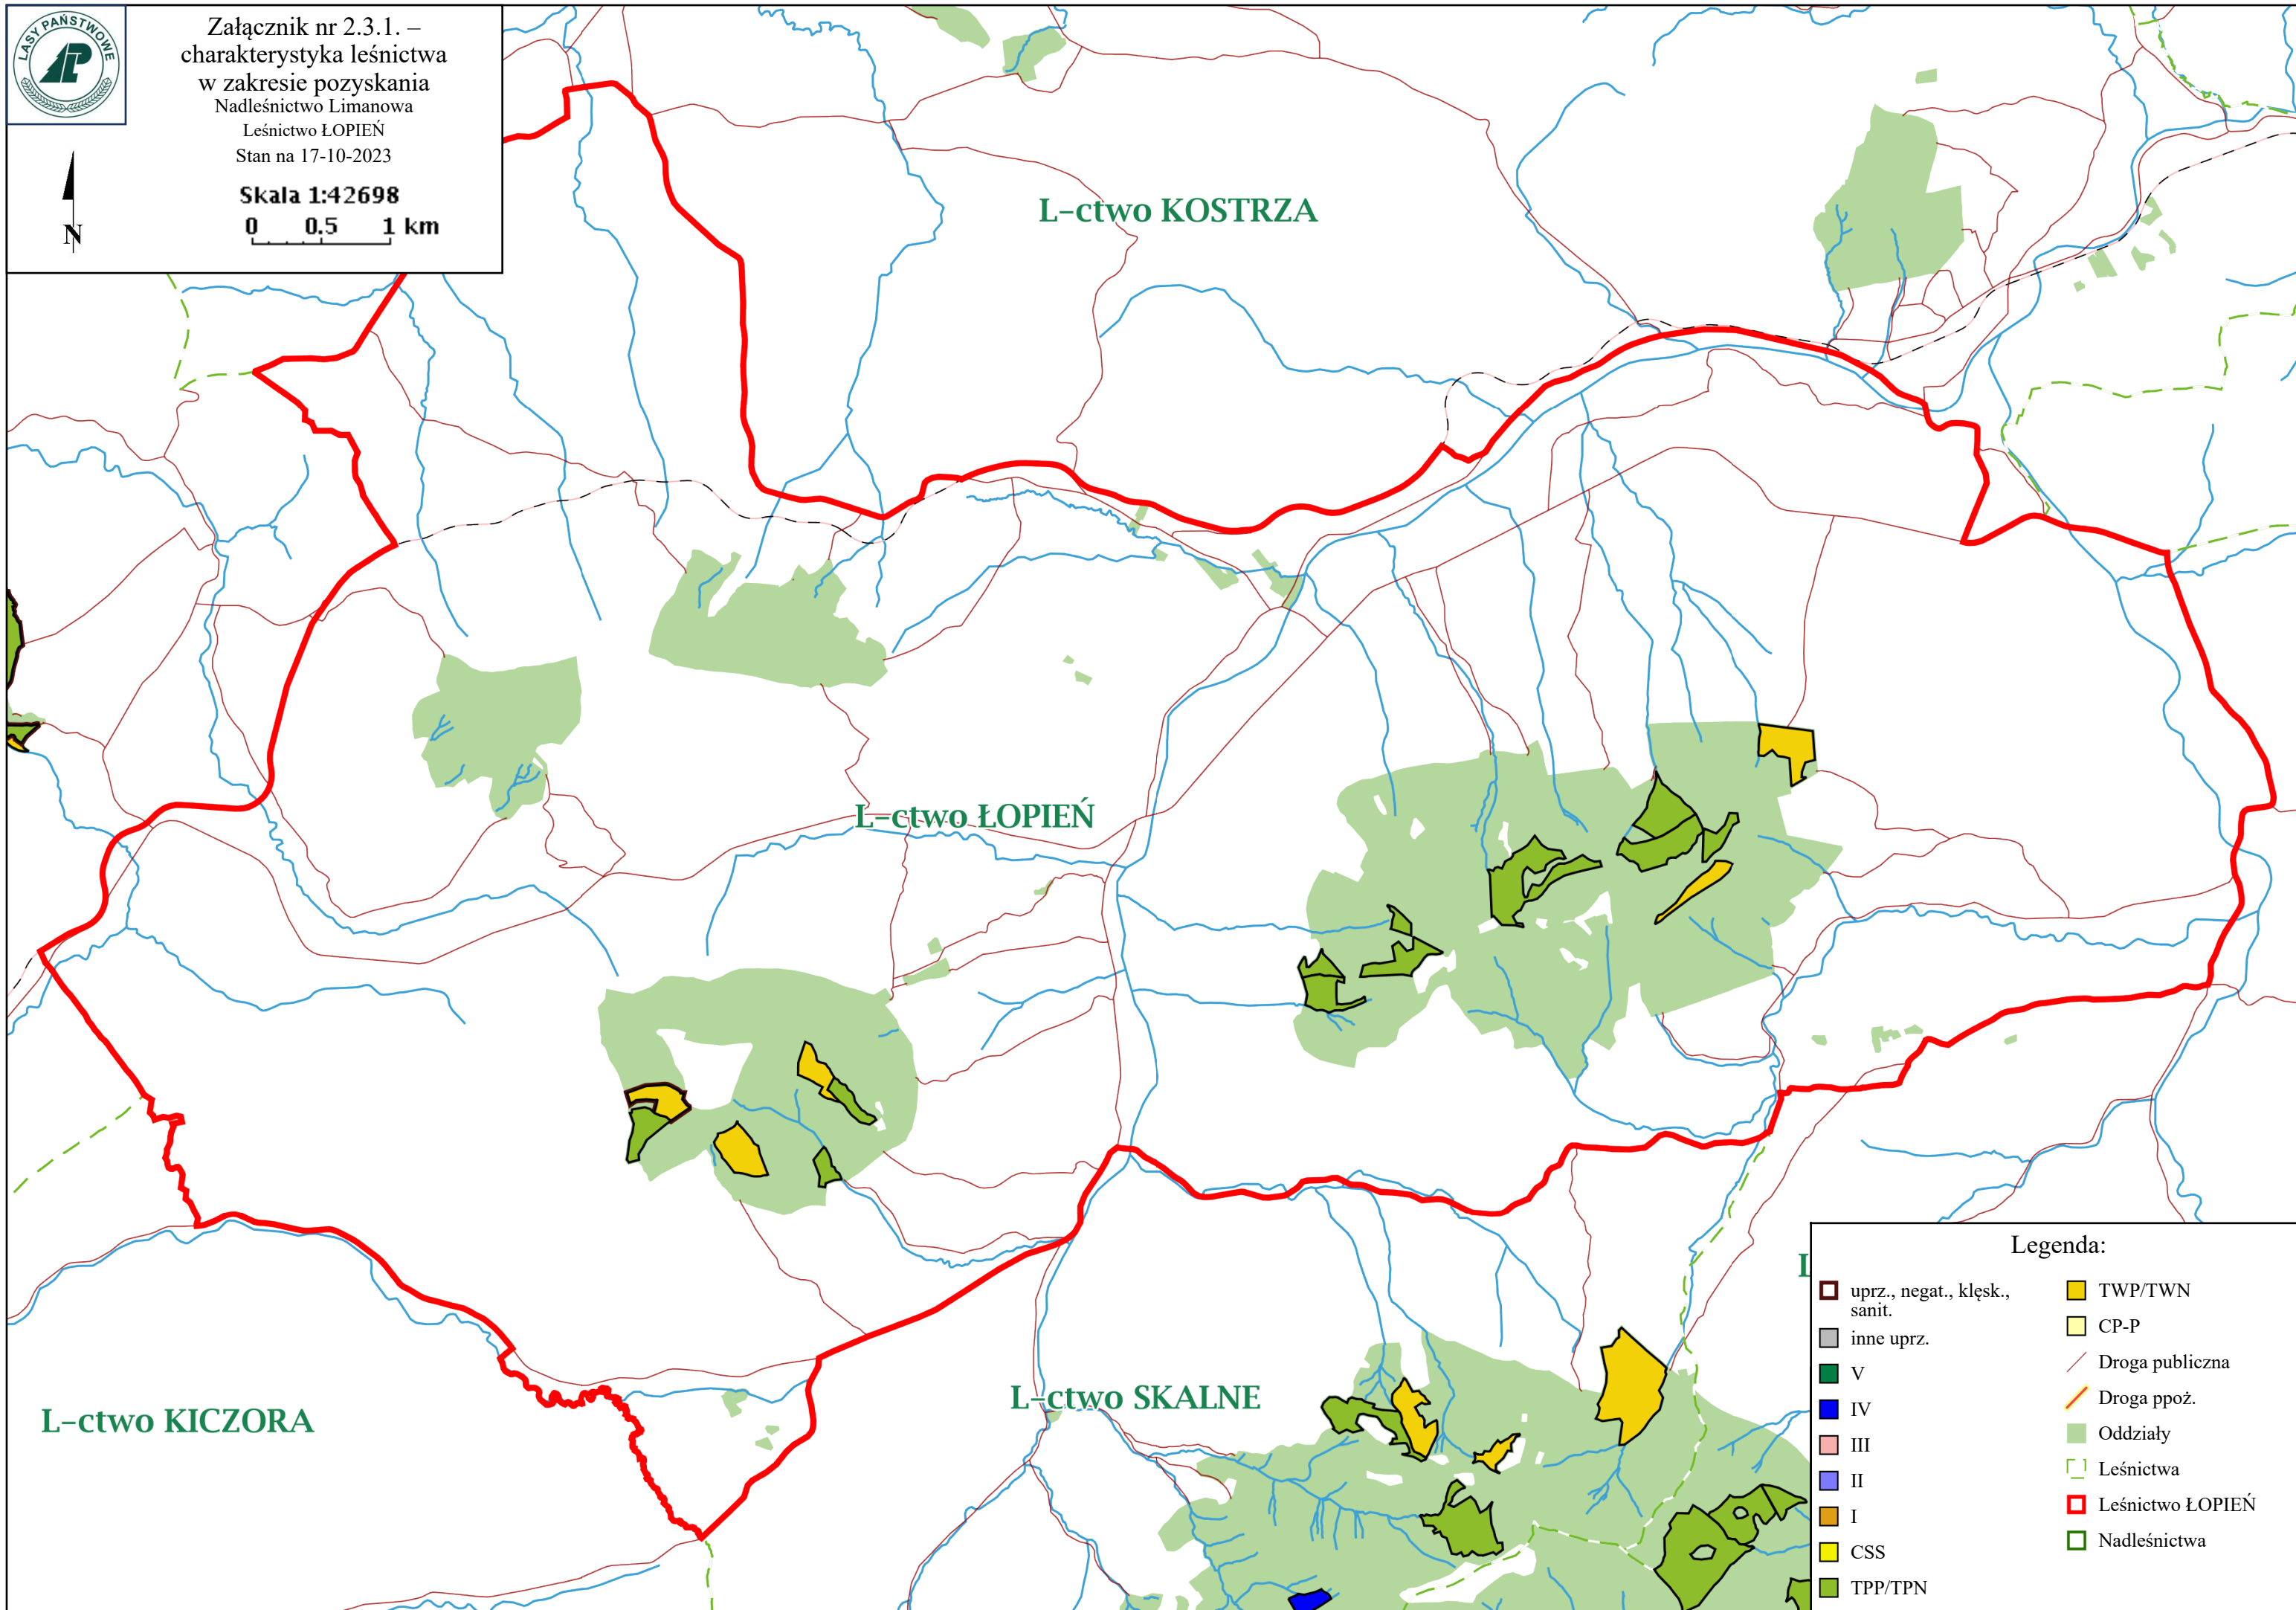 LASY PAŃSTWOWE
Załącznik nr 2.3.1. –
charakterystyka leśnictwa
w zakresie pozyskania
Nadleśnictwo Limanowa
Leśnictwo ŁOPIEŃ
Stan na 17-10-2023
Skala 1:42698
0 0.5 1 km
N
L-ctwo KOSTRZA
L-ctwo ŁOPIEŃ
L-ctwo KICZORA
L-ctwo SKALNE
L
Legenda:
uprz., negat., klęsk.,
sanit.
inne uprz.
V
IV
III
II
I
CSS
TPP/TPN
TWP/TWN
CP-P
Droga publiczna
Droga ppoż.
Oddziały
Leśnictwa
Leśnictwo ŁOPIEŃ
Nadleśnictwa